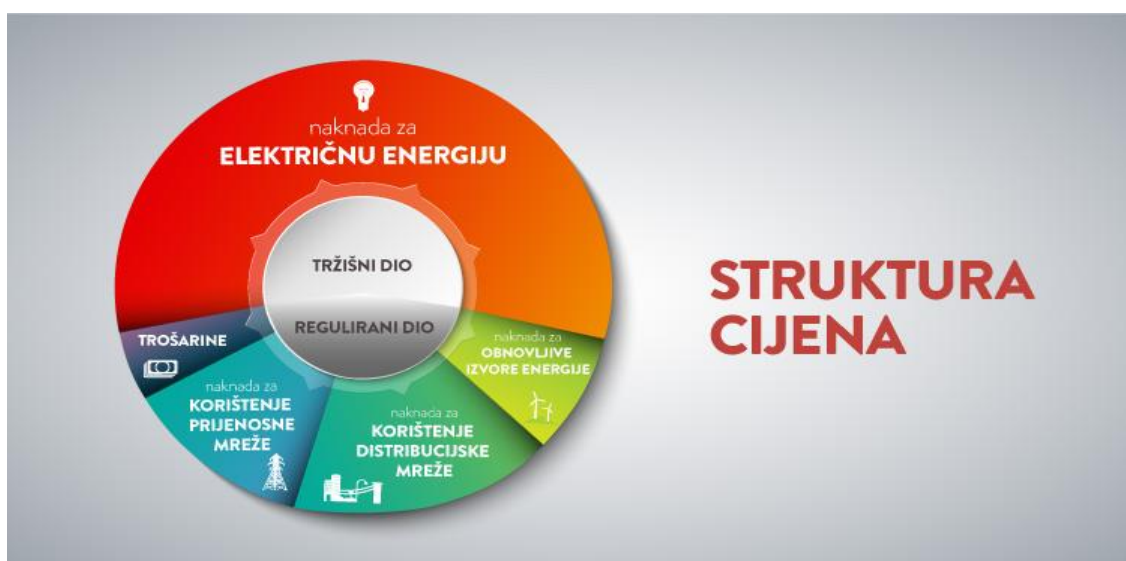 naknada za
ELEKTRIČNU ENERGIJU
TRŽIŠNI DIO
REGULIRANI DIO
TROŠARINE
naknada za
KORIŠTENJE
PRIJENOSNE
MREŽE
naknada za
KORIŠTENJE
DISTRIBUCIJSKE
MREŽE
naknada za
OBNOVLJIVE
IZVORE ENERGIJE
STRUKTURA
CIJENA